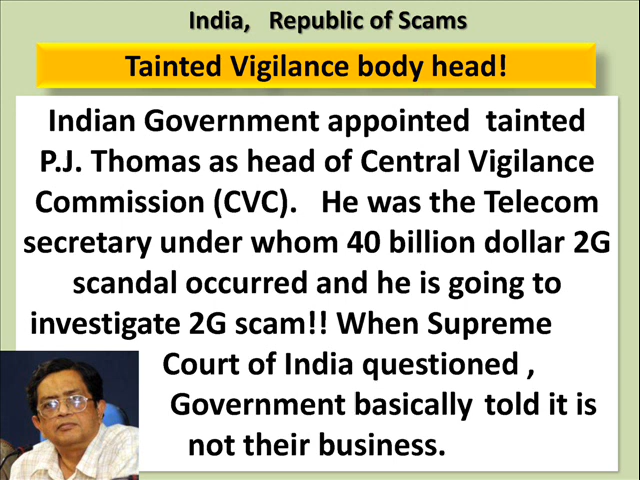 India, Republic of Scams
Tainted Vigilance body head!
Indian Government appointed tainted
P.J. Thomas as head of Central Vigilance
Commission (CVC). He was the Telecom
secretary under whom 40 billion dollar 2G
scandal occurred and he is going to
investigate 2G scam!! When Supreme
Court of India questioned ,
Government basically told it is
not their business.